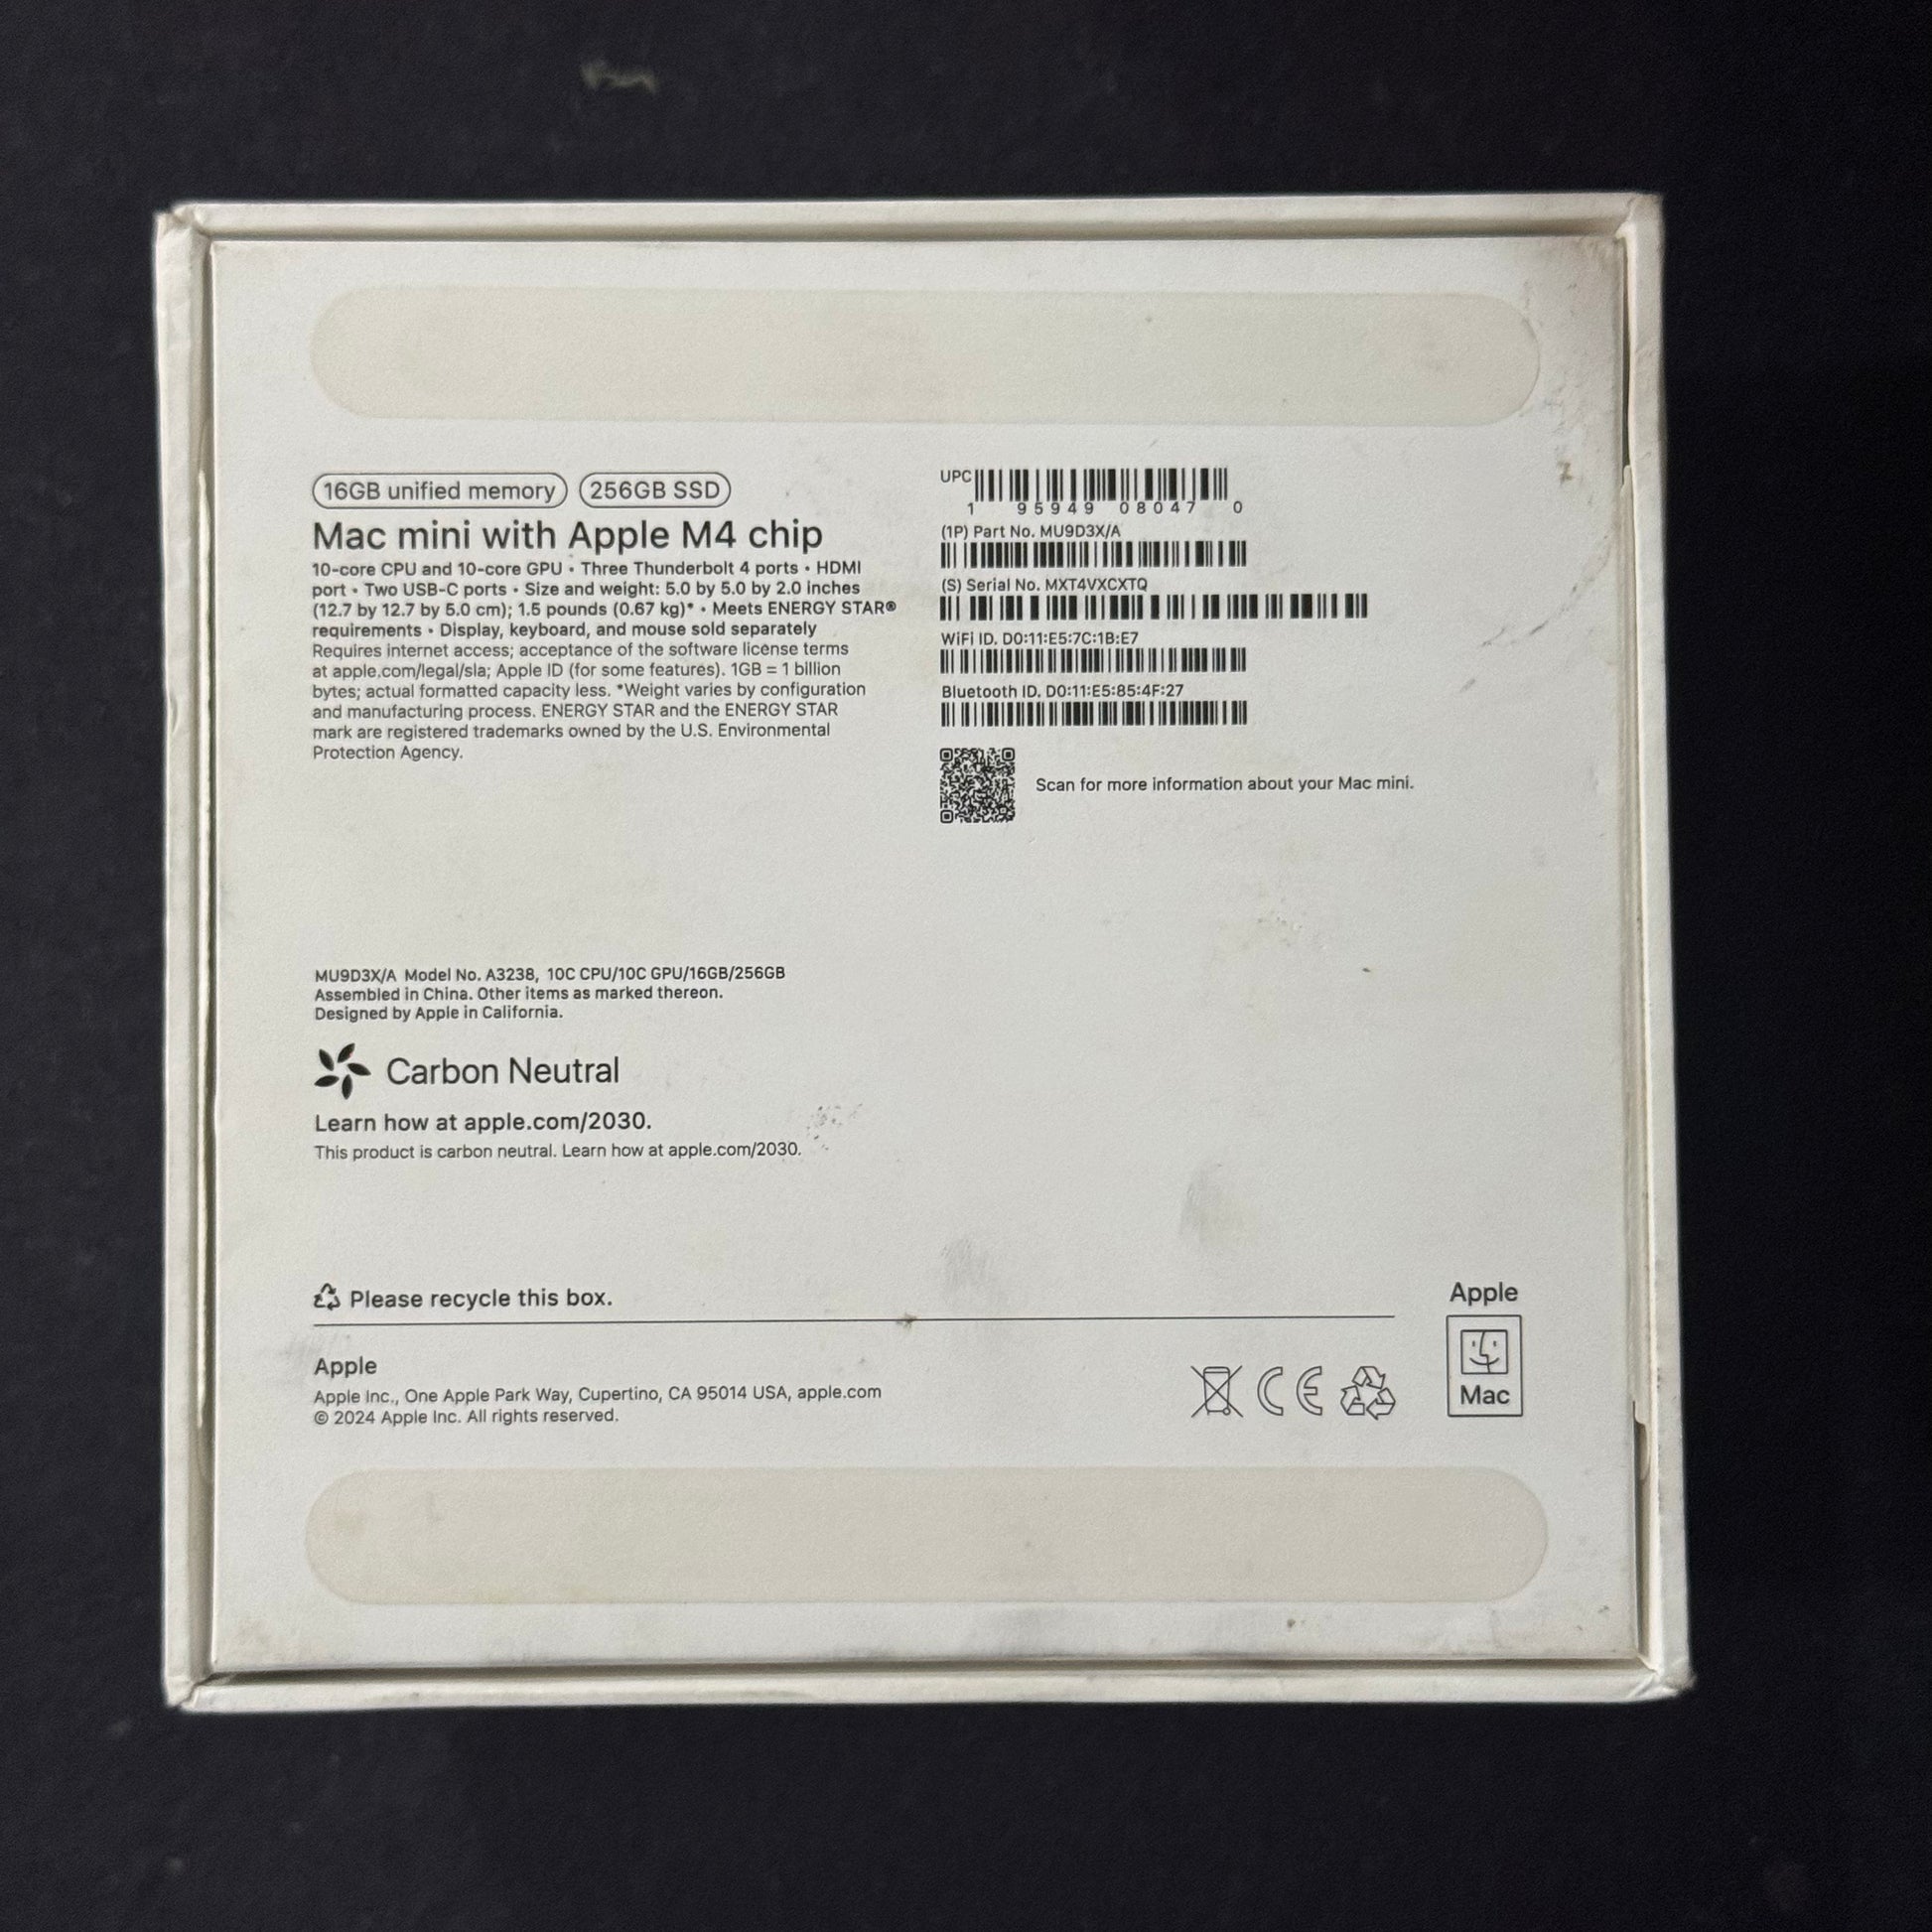 16GB unified memory 256GB SSD
Mac mini with Apple M4 chip
10-core CPU and 10-core GPU • Three Thunderbolt 4 ports • HDMI
port • Two USB-C ports • Size and weight: 5.0 by 5.0 by 2.0 inches
(12.7 by 12.7 by 5.0 cm); 1.5 pounds (0.67 kg)* • Meets ENERGY STAR®
requirements • Display, keyboard, and mouse sold separately
Requires internet access; acceptance of the software license terms
at apple.com/legal/sla; Apple ID (for some features). 1GB = 1 billion
bytes; actual formatted capacity less. *Weight varies by configuration
and manufacturing process. ENERGY STAR and the ENERGY STAR
mark are registered trademarks owned by the U.S. Environmental
Protection Agency.
UPC
1 95949 08047 0
(1P) Part No. MU9D3X/A
(S) Serial No. MXT4VXCXTQ
WiFi ID. D0:11:E5:7C:1B:E7
Bluetooth ID. D0:11:E5:85:4F:27
Scan for more information about your Mac mini.
MU9D3X/A Model No. A3238, 10C CPU/10C GPU/16GB/256GB
Assembled in China. Other items as marked thereon.
Designed by Apple in California.
Carbon Neutral
Learn how at apple.com/2030.
This product is carbon neutral. Learn how at apple.com/2030.
Please recycle this box.
Apple
Apple Inc., One Apple Park Way, Cupertino, CA 95014 USA, apple.com
© 2024 Apple Inc. All rights reserved.
CE
Apple
Mac